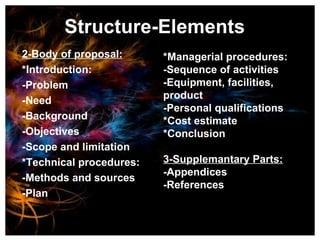 Structure-Elements
2-Body of proposal:
*Introduction:
-Problem
-Need
-Background
-Objectives
-Scope and limitation
*Technical procedures:
-Methods and sources
-Plan
*Managerial procedures:
-Sequence of activities
-Equipment, facilities,
product
-Personal qualifications
*Cost estimate
*Conclusion
3-Supplemantary Parts:
-Appendices
-References